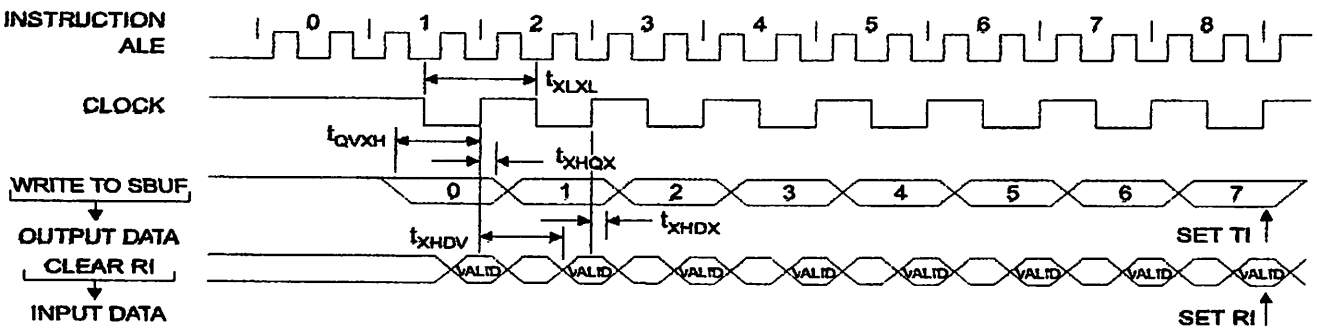 INSTRUCTION | 0 | 1 | 2 | 3 | 4 | 5 | 6 | 7 | 8 |
ALE
tXLXL
CLOCK
tQVXH
tXHQX
WRITE TO SBUF
0 1 2 3 4 5 6 7
OUTPUT DATA
tXHDV
tXHDX
SET TI
CLEAR RI
VALID VALID VALID VALID VALID VALID VALID VALID
INPUT DATA
SET RI